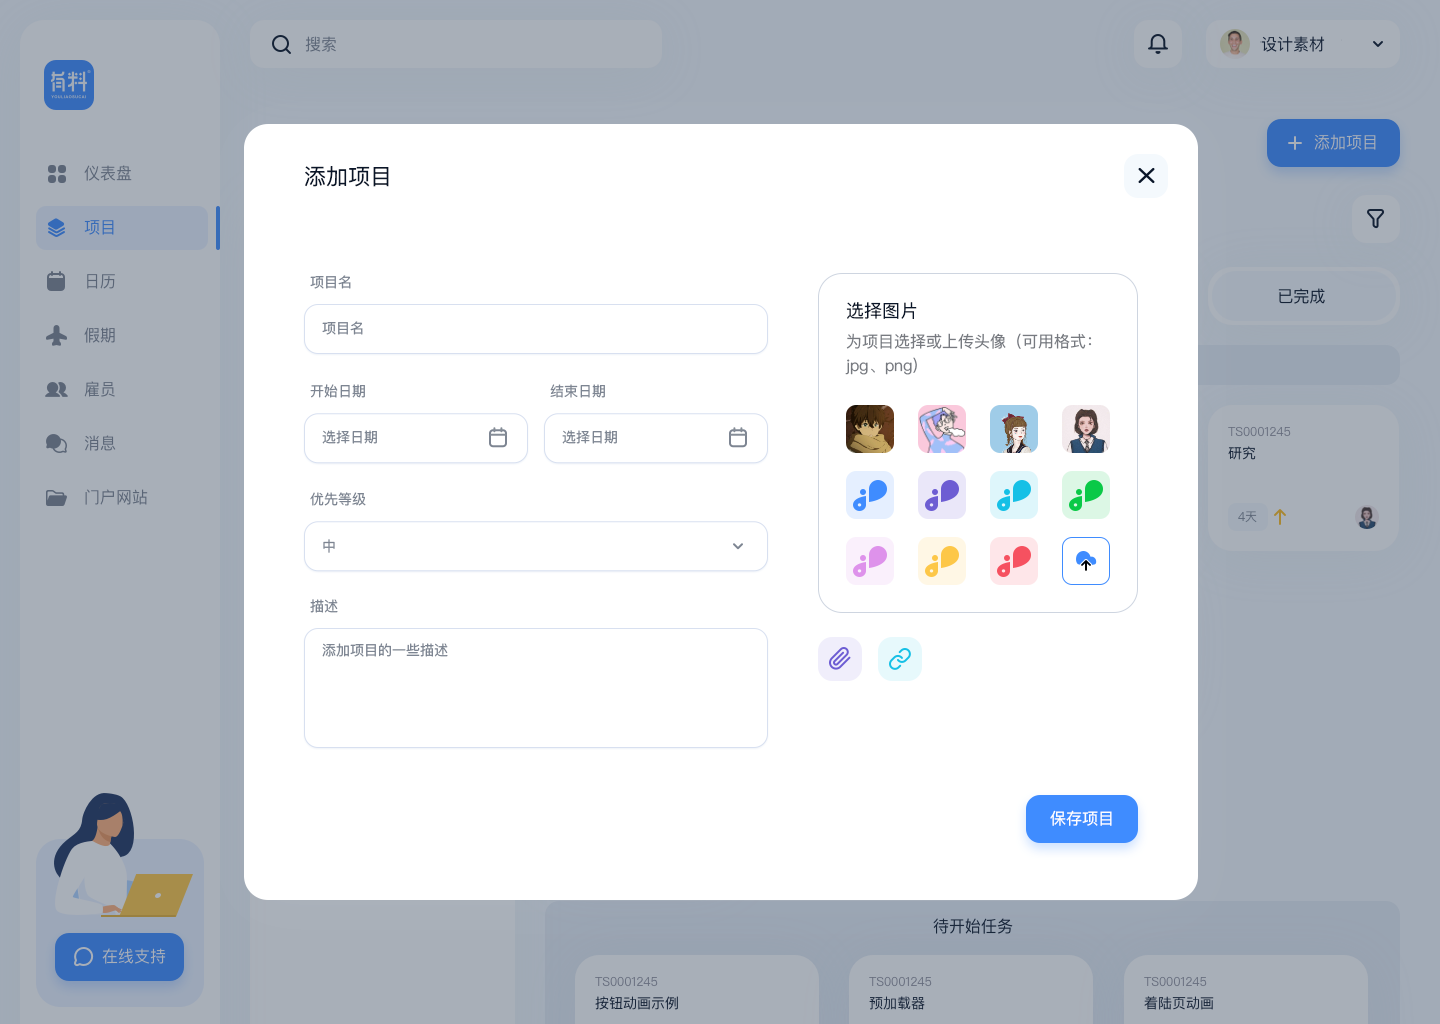 有料
搜索
设计素材
添加项目
仪表盘
项目
日历
假期
雇员
消息
门户网站
在线支持
添加项目
项目名
项目名
开始日期
结束日期
选择日期
选择日期
优先等级
中
描述
添加项目的一些描述
选择图片
为项目选择或上传头像（可用格式：
jpg、png）
保存项目
已完成
TS0001245
研究
4天
待开始任务
TS0001245
按钮动画示例
TS0001245
预加载器
TS0001245
着陆页动画